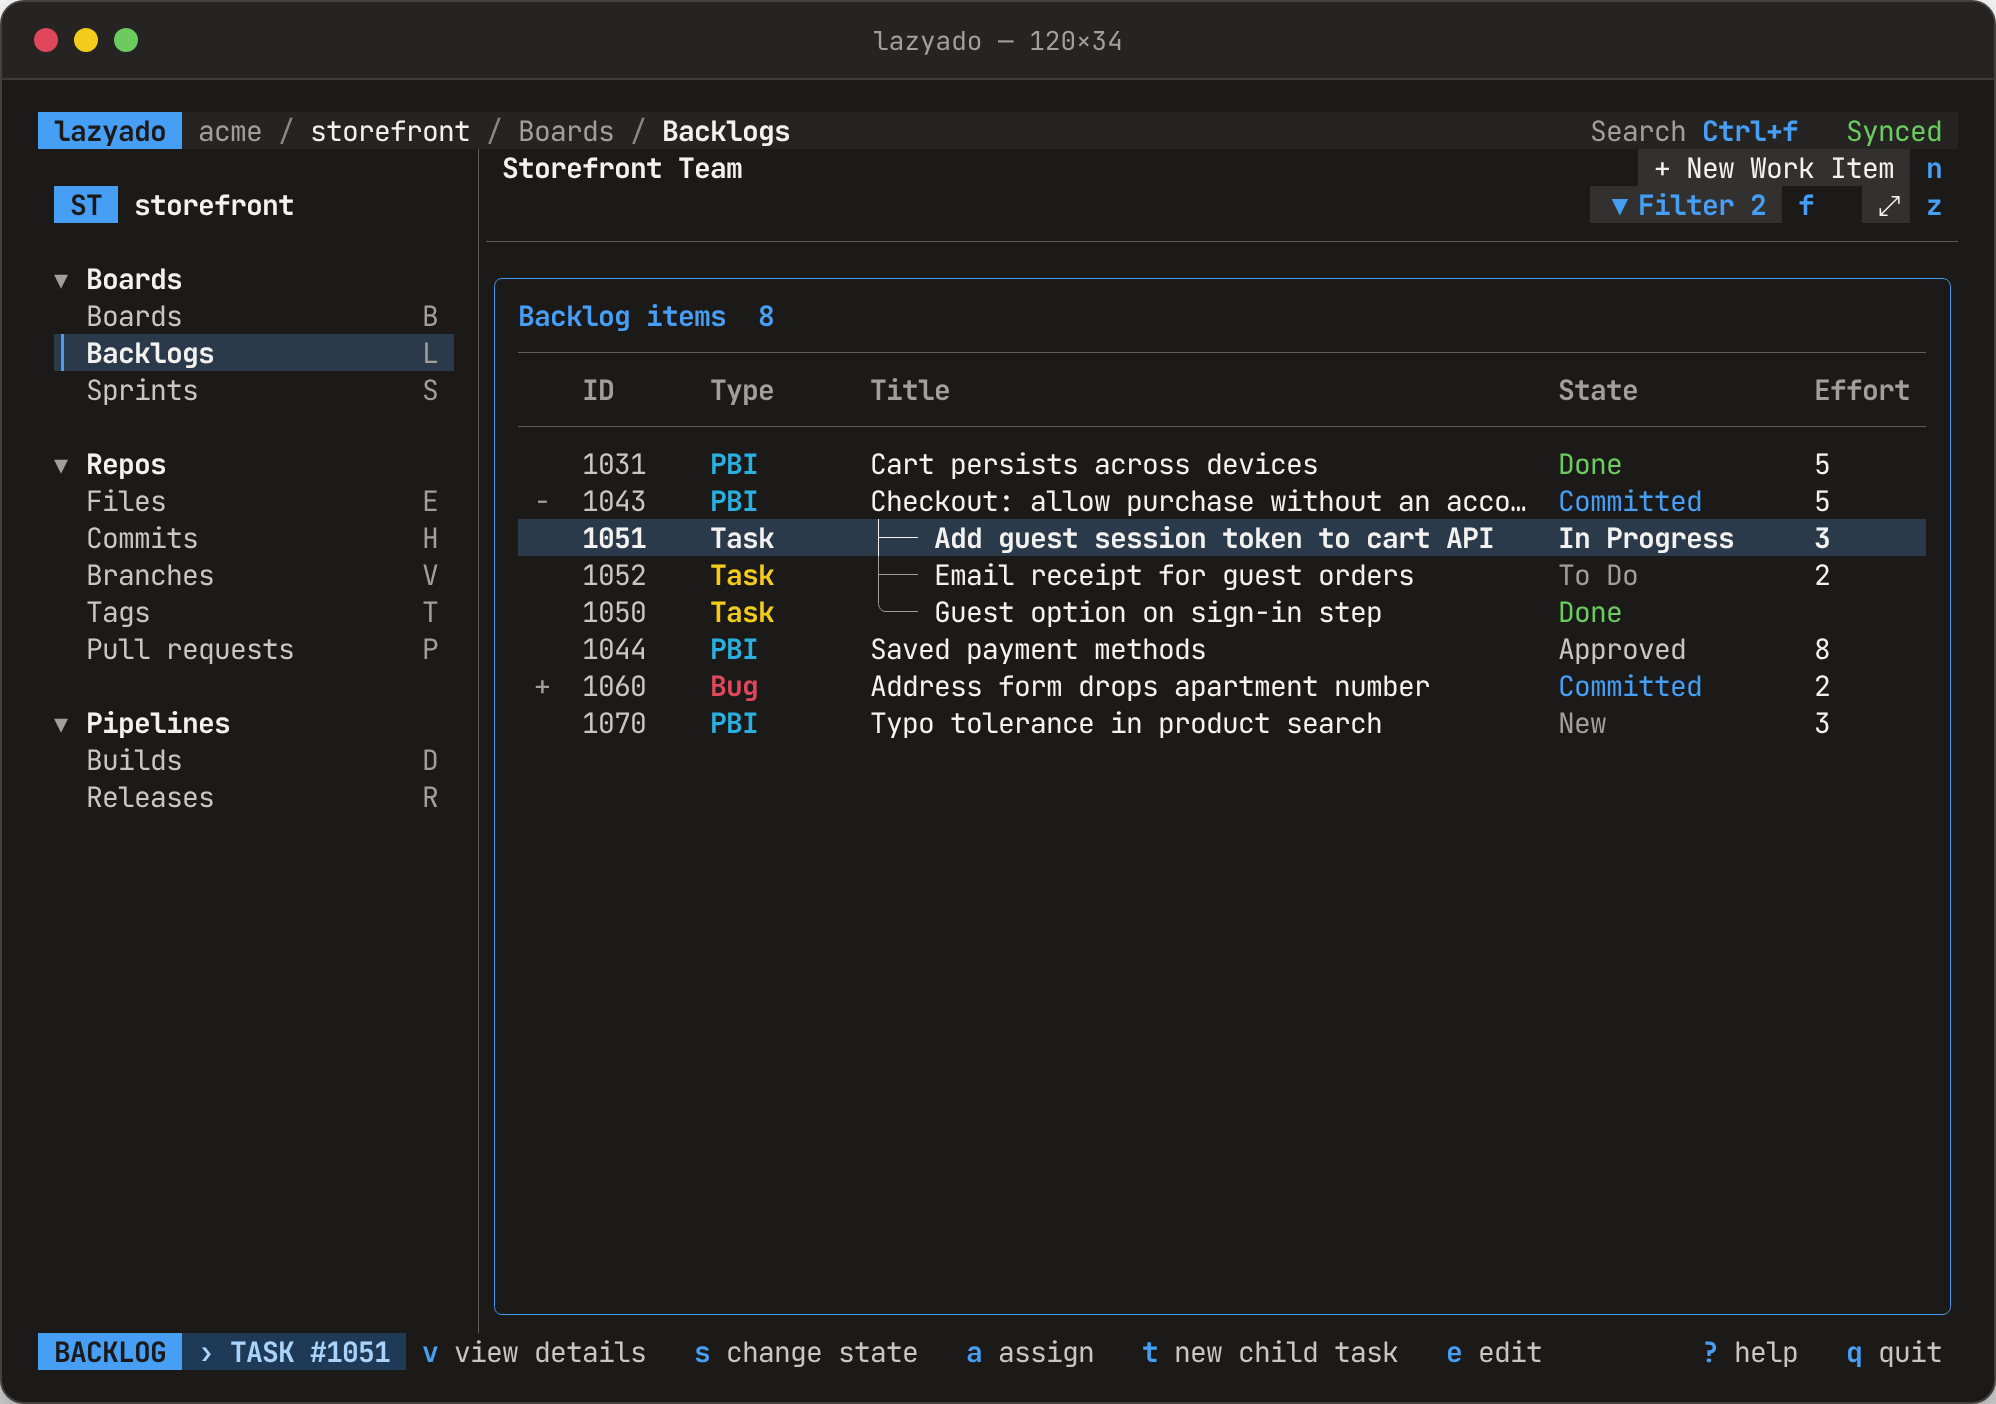 lazyado — 120×34
lazyado acme / storefront / Boards / Backlogs Search Ctrl+f Synced
Storefront Team + New Work Item n
ST storefront ▼ Filter 2 f ⤢ z
▼ Boards
Boards B
Backlogs L
Sprints S
▼ Repos
Files E
Commits H
Branches V
Tags T
Pull requests P
▼ Pipelines
Builds D
Releases R
Backlog items 8
ID Type Title State Effort
1031 PBI Cart persists across devices Done 5
- 1043 PBI Checkout: allow purchase without an acco… Committed 5
1051 Task Add guest session token to cart API In Progress 3
1052 Task Email receipt for guest orders To Do 2
1050 Task Guest option on sign-in step Done
1044 PBI Saved payment methods Approved 8
+ 1060 Bug Address form drops apartment number Committed 2
1070 PBI Typo tolerance in product search New 3
BACKLOG › TASK #1051 v view details s change state a assign t new child task e edit ? help q quit